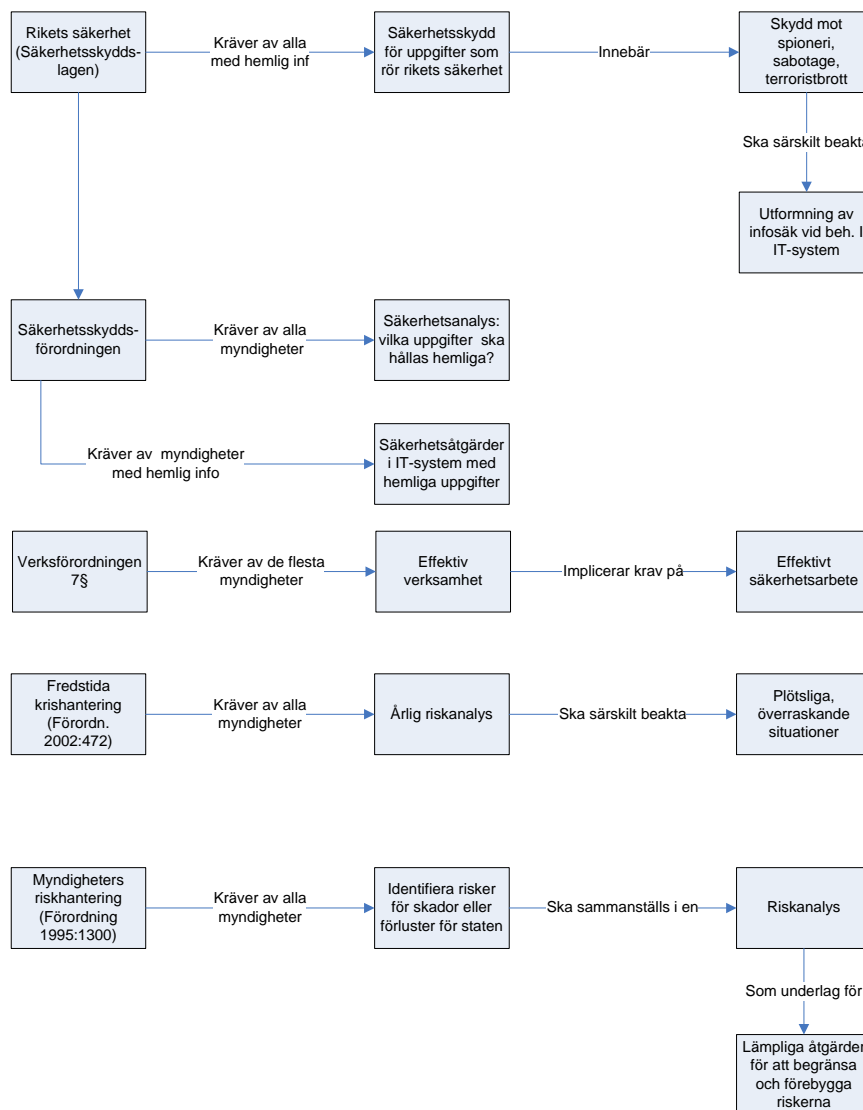 Rikets säkerhet
(Säkerhetsskydds-
lagen)
Kräver av alla
med hemlig inf
Säkerhetsskydd
för uppgifter som
rör rikets säkerhet
Innebär
Skydd mot
spioneri,
sabotage,
terroristbrott
Ska särskilt beakta
Utformning av
infosäk vid beh. I
IT-system
Säkerhetsskydds-
förordningen
Kräver av alla
myndigheter
Säkerhetsanalys:
vilka uppgifter ska
hållas hemliga?
Kräver av myndigheter
med hemlig info
Säkerhetsåtgärder
i IT-system med
hemliga uppgifter
Verksförordningen
7§
Kräver av de flesta
myndigheter
Effektiv
verksamhet
Implicerar krav på
Effektivt
säkerhetsarbete
Fredstida
krishantering
(Förordn.
2002:472)
Kräver av alla
myndigheter
Årlig riskanalys
Ska särskilt beakta
Plötsliga,
överraskande
situationer
Myndigheters
riskhantering
(Förordning
1995:1300)
Kräver av alla
myndigheter
Identifiera risker
för skador eller
förluster för staten
Ska sammanställs i en
Riskanalys
Som underlag för
Lämpliga åtgärder
för att begränsa
och förebygga
riskerna